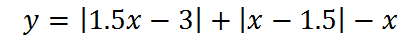 y = |1.5x − 3| + |x − 1.5| − x